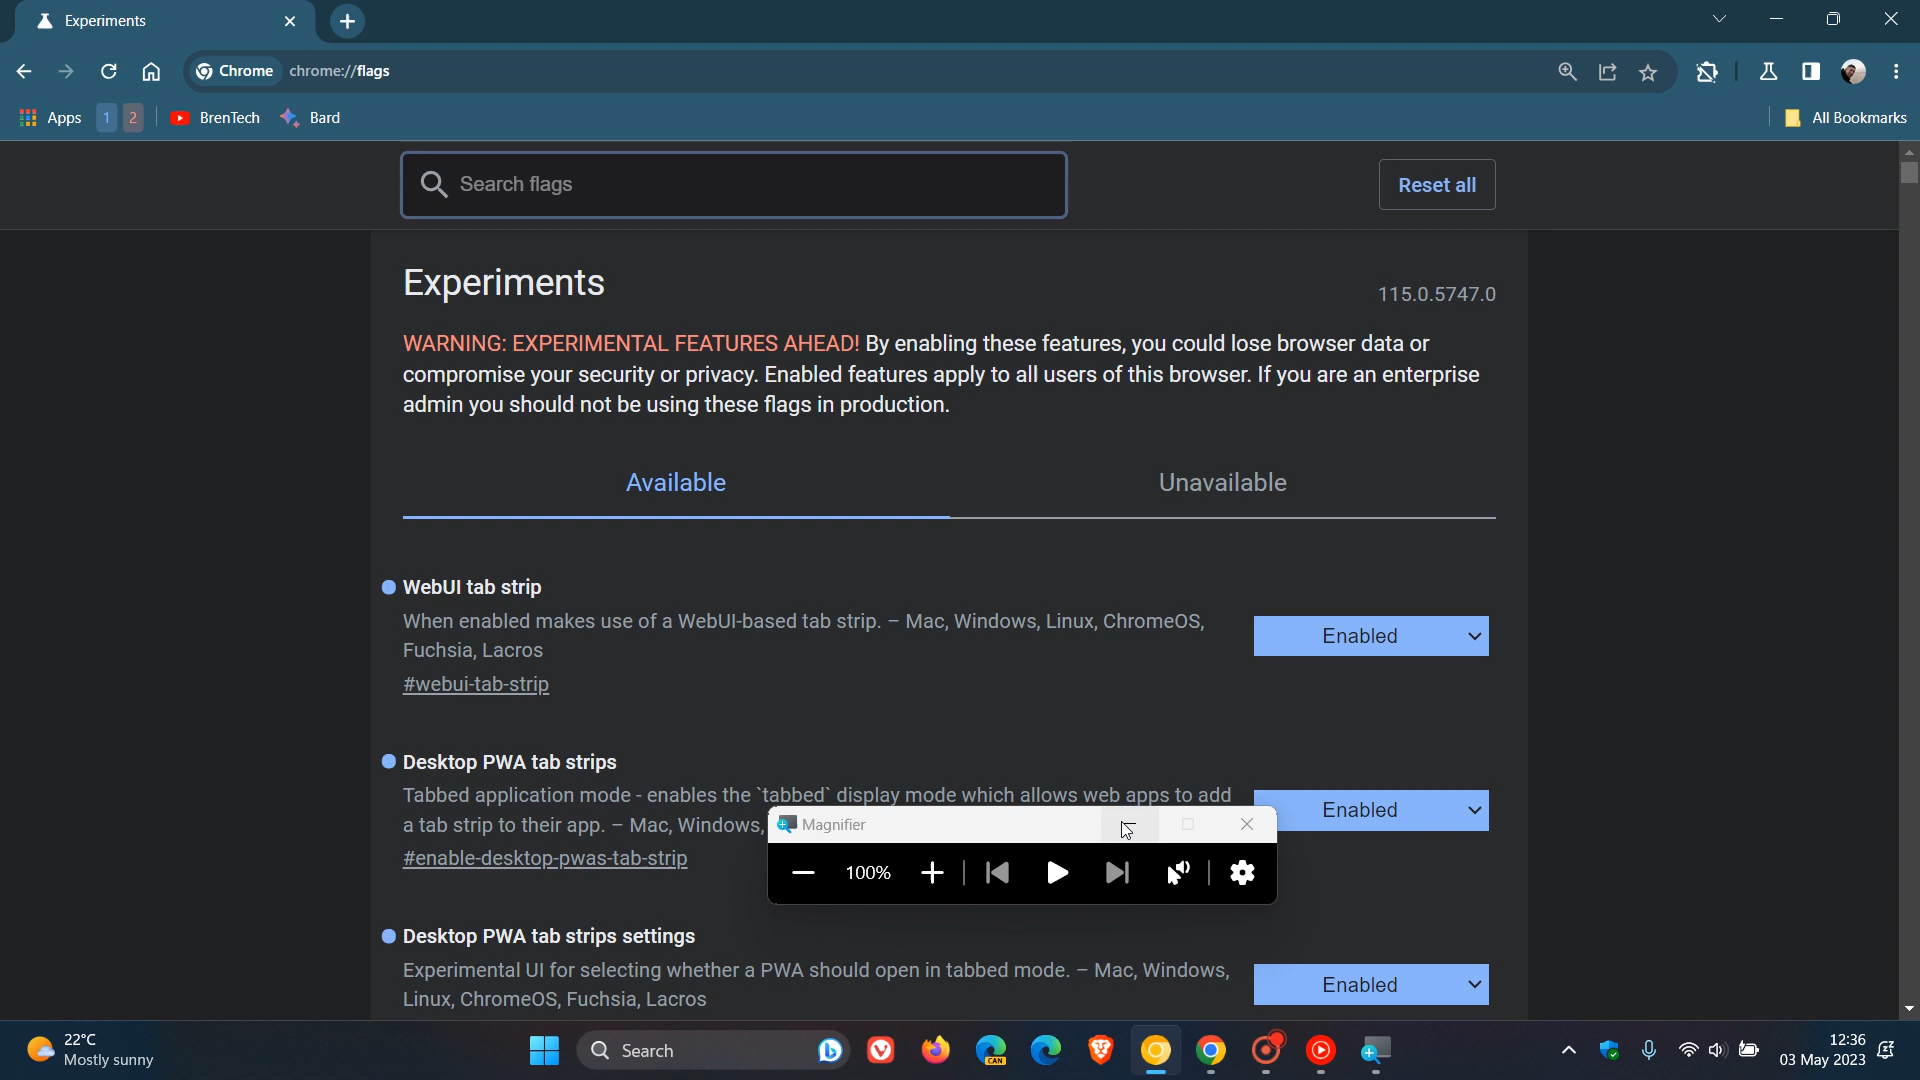 Experiments
Chrome
chrome://flags
Apps
1
2
BrenTech
Bard
All Bookmarks
Search flags
Reset all
Experiments
115.0.5747.0
WARNING: EXPERIMENTAL FEATURES AHEAD! By enabling these features, you could lose browser data or
compromise your security or privacy. Enabled features apply to all users of this browser. If you are an enterprise
admin you should not be using these flags in production.
Available
Unavailable
WebUI tab strip
When enabled makes use of a WebUI-based tab strip. – Mac, Windows, Linux, ChromeOS,
Fuchsia, Lacros
#webui-tab-strip
Enabled
Desktop PWA tab strips
Tabbed application mode - enables the `tabbed` display mode which allows web apps to add
a tab strip to their app. – Mac, Windows,
#enable-desktop-pwas-tab-strip
Enabled
Magnifier
100%
Desktop PWA tab strips settings
Experimental UI for selecting whether a PWA should open in tabbed mode. – Mac, Windows,
Linux, ChromeOS, Fuchsia, Lacros
Enabled
22°C
Mostly sunny
Search
CAN
12:36
03 May 2023